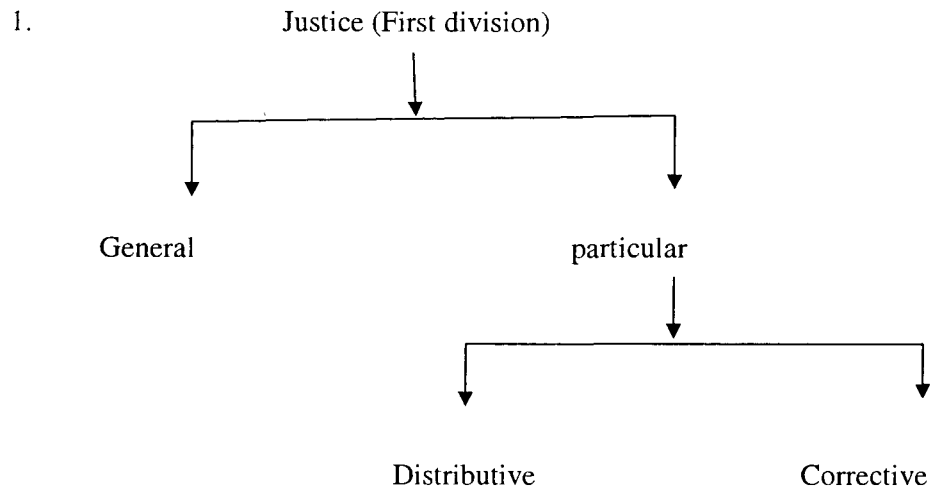 1. Justice (First division)
General particular
Distributive Corrective